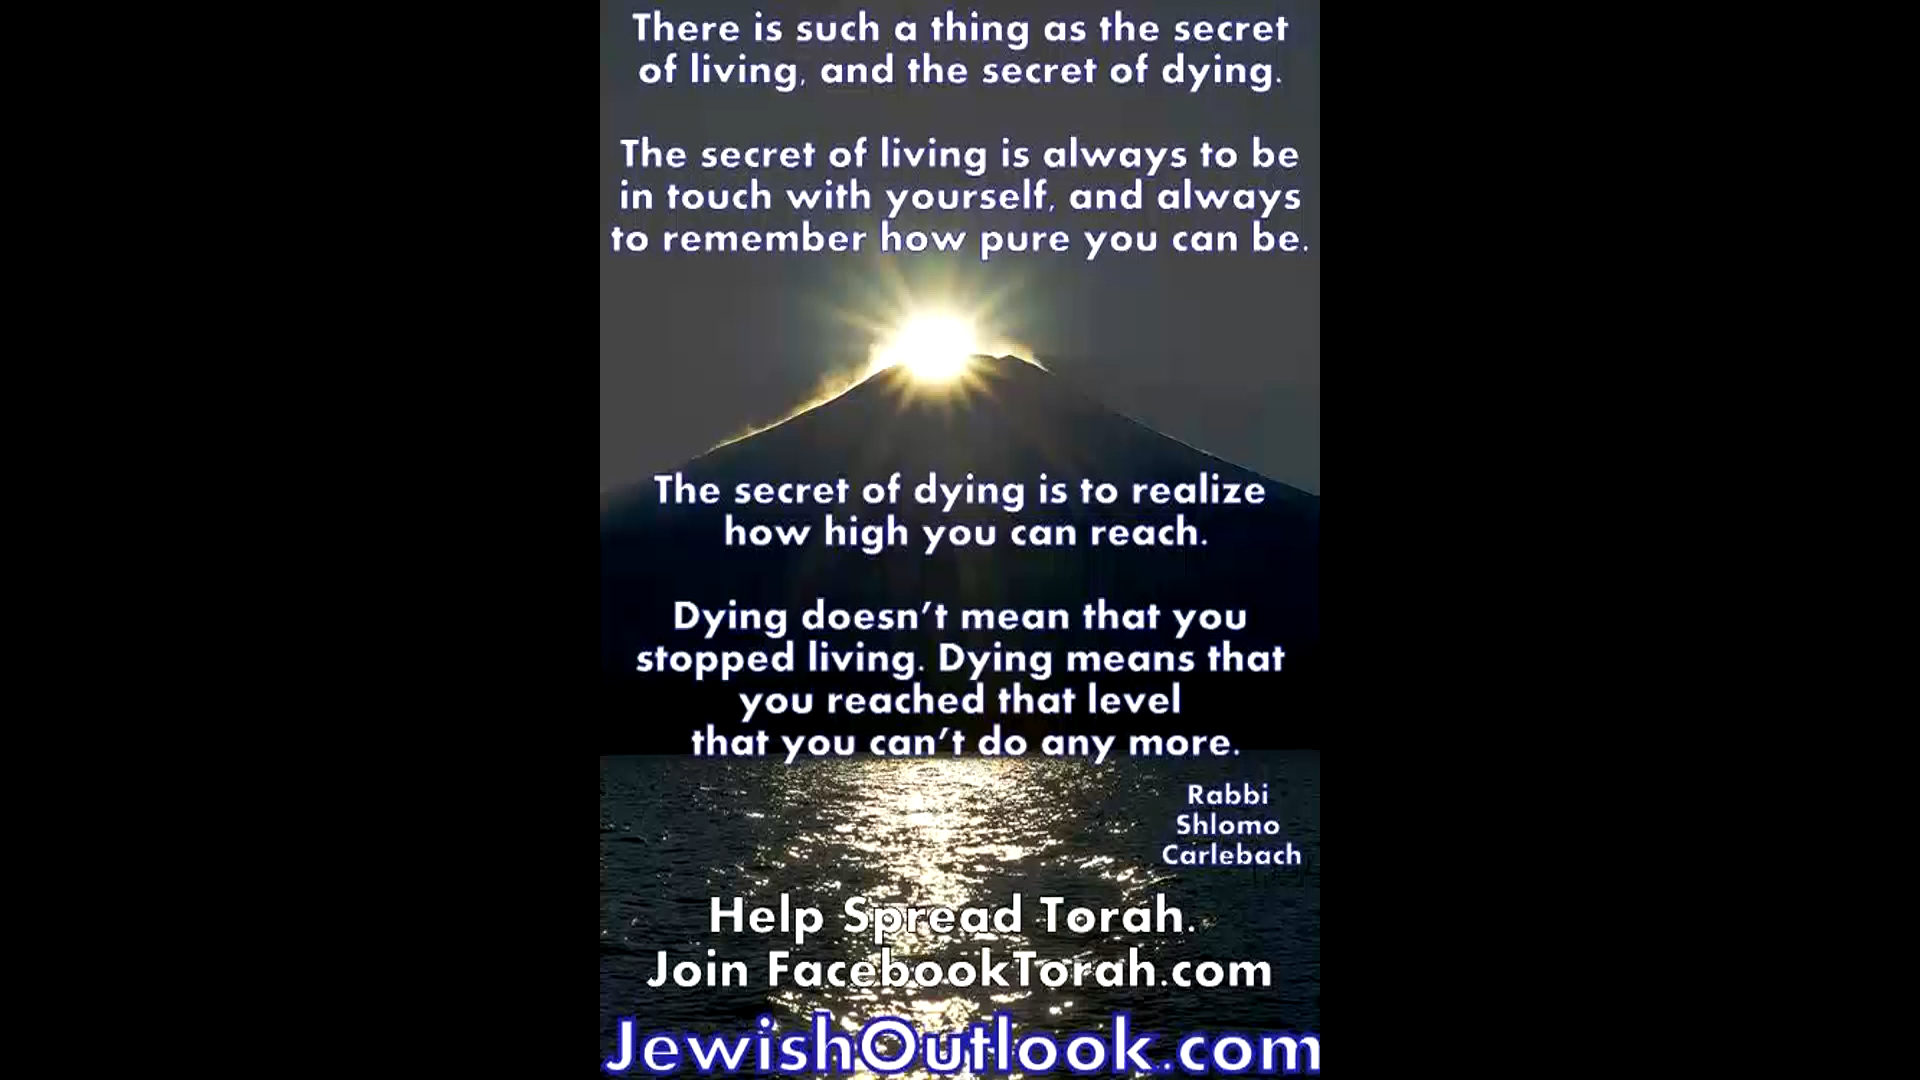 There is such a thing as the secret
of living, and the secret of dying.
The secret of living is always to be
in touch with yourself, and always
to remember how pure you can be.
The secret of dying is to realize
how high you can reach.
Dying doesn't mean that you
stopped living. Dying means that
you reached that level
that you can't do any more.
Rabbi
Shlomo
Carlebach
Help Spread Torah.
Join FacebookTorah.com
JewishOutlook.com